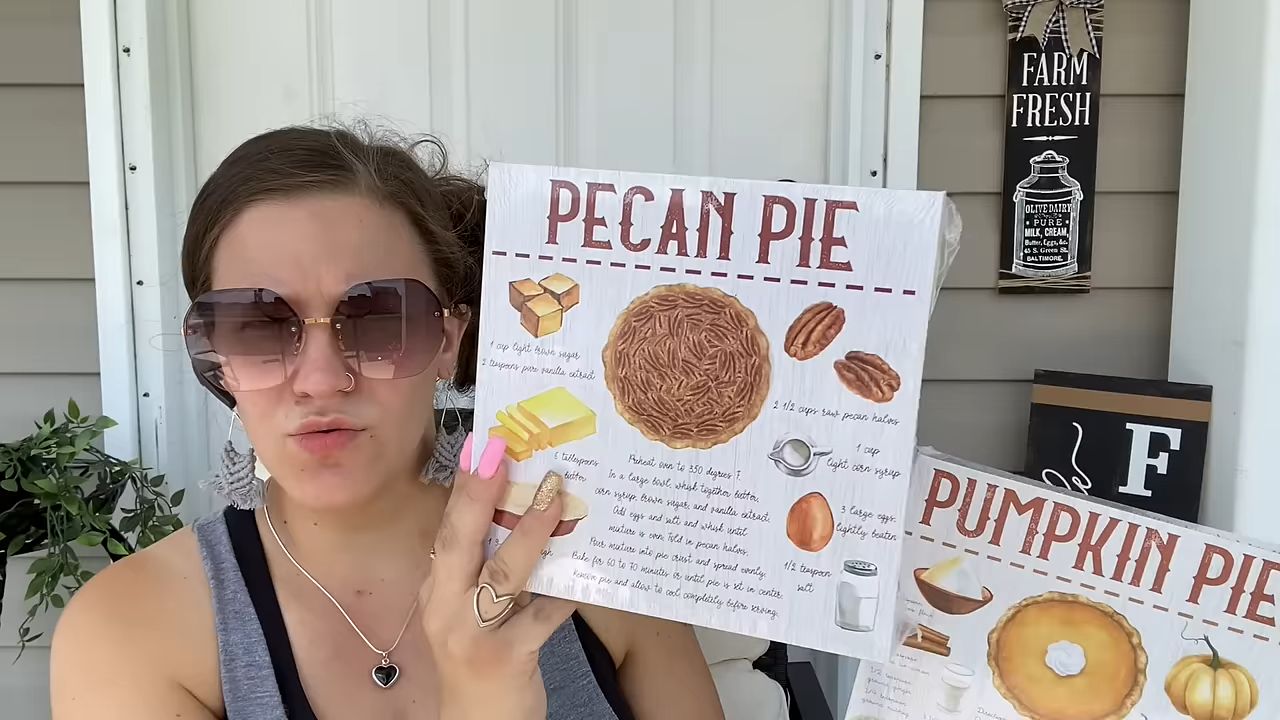 FARM
FRESH
OLIVE DAIRY
PURE
MILK, CREAM,
Butter, Eggs, &c.
45 S. Green St.
BALTIMORE.
PECAN PIE
1 cup light brown sugar
2 teaspoons pure vanilla extract
2 1/2 cups raw pecan halves
6 tablespoons
butter
1 cup
light corn syrup
3 large eggs,
lightly beaten
1/2 teaspoon
salt
Preheat oven to 350 degrees F.
In a large bowl, whisk together butter,
corn syrup, brown sugar, and vanilla extract.
Add eggs and salt and whisk until
mixture is even. Fold in pecan halves.
Pour mixture into pie crust and spread evenly.
Bake for 60 to 70 minutes or until pie is set in center.
Remove pie and allow to cool completely before serving.
F
PUMPKIN PIE